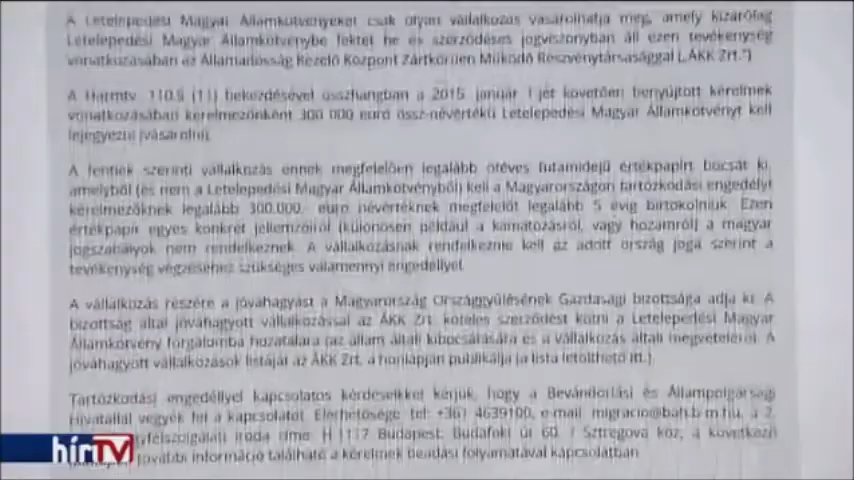 A Letelepedési Magyar Államkötvényeket csak olyan vállalkozás vásárolhatja meg, amely kizárólag
Letelepedési Magyar Államkötvénybe fektet be és szerződéses jogviszonyban áll ezen tevékenység
vonatkozásában az Államadósság Kezelő Központ Zártkörűen Működő Részvénytársasággal („ÁKK Zrt.")
A Harmtv. 110.§ (11) bekezdésével összhangban a 2015. január 1-jét követően benyújtott kérelmek
vonatkozásában kérelmezőnként 300 000 euró össz-névértékű Letelepedési Magyar Államkötvényt kell
lejegyezni (vásárolni).
A fentiek szerinti vállalkozás ennek megfelelően legalább ötéves futamidejű értékpapírt bocsát ki,
amelyből (és nem a Letelepedési Magyar Államkötvényből) kell a Magyarországon tartózkodási engedélyt
kérelmezőknek legalább 300.000,- euró névértéknek megfelelőt legalább 5 évig birtokolniuk. Ezen
értékpapír egyes konkrét jellemzőiről (különösen például a kamatozásról, vagy hozamról) a magyar
jogszabályok nem rendelkeznek. A vállalkozásnak rendelkeznie kell az adott ország joga szerint a
tevékenység végzéséhez szükséges valamennyi engedéllyel.
A vállalkozás részére a jóváhagyást a Magyarország Országgyűlésének Gazdasági bizottsága adja ki. A
bizottság által jóváhagyott vállalkozással az ÁKK Zrt. köteles szerződést kötni a Letelepedési Magyar
Államkötvény forgalomba hozatalára (az állam általi kibocsátására és a vállalkozás általi megvételére). A
jóváhagyott vállalkozások listáját az ÁKK Zrt. a honlapján publikálja (a lista letölthető itt.)
Tartózkodási engedéllyel kapcsolatos kérdéseikkel kérjük, hogy a Bevándorlási és Állampolgársági
Hivatallal vegyék fel a kapcsolatot. Elérhetősége: tel: +361 4639100, e-mail: migracio@bah.b-m.hu, a 2.
yfélszolgálati iroda címe: H-1117 Budapest, Budafoki út 60. / Sztregova köz, a következő
további információ található a kérelmek beadási folyamatával kapcsolatban
hírTV